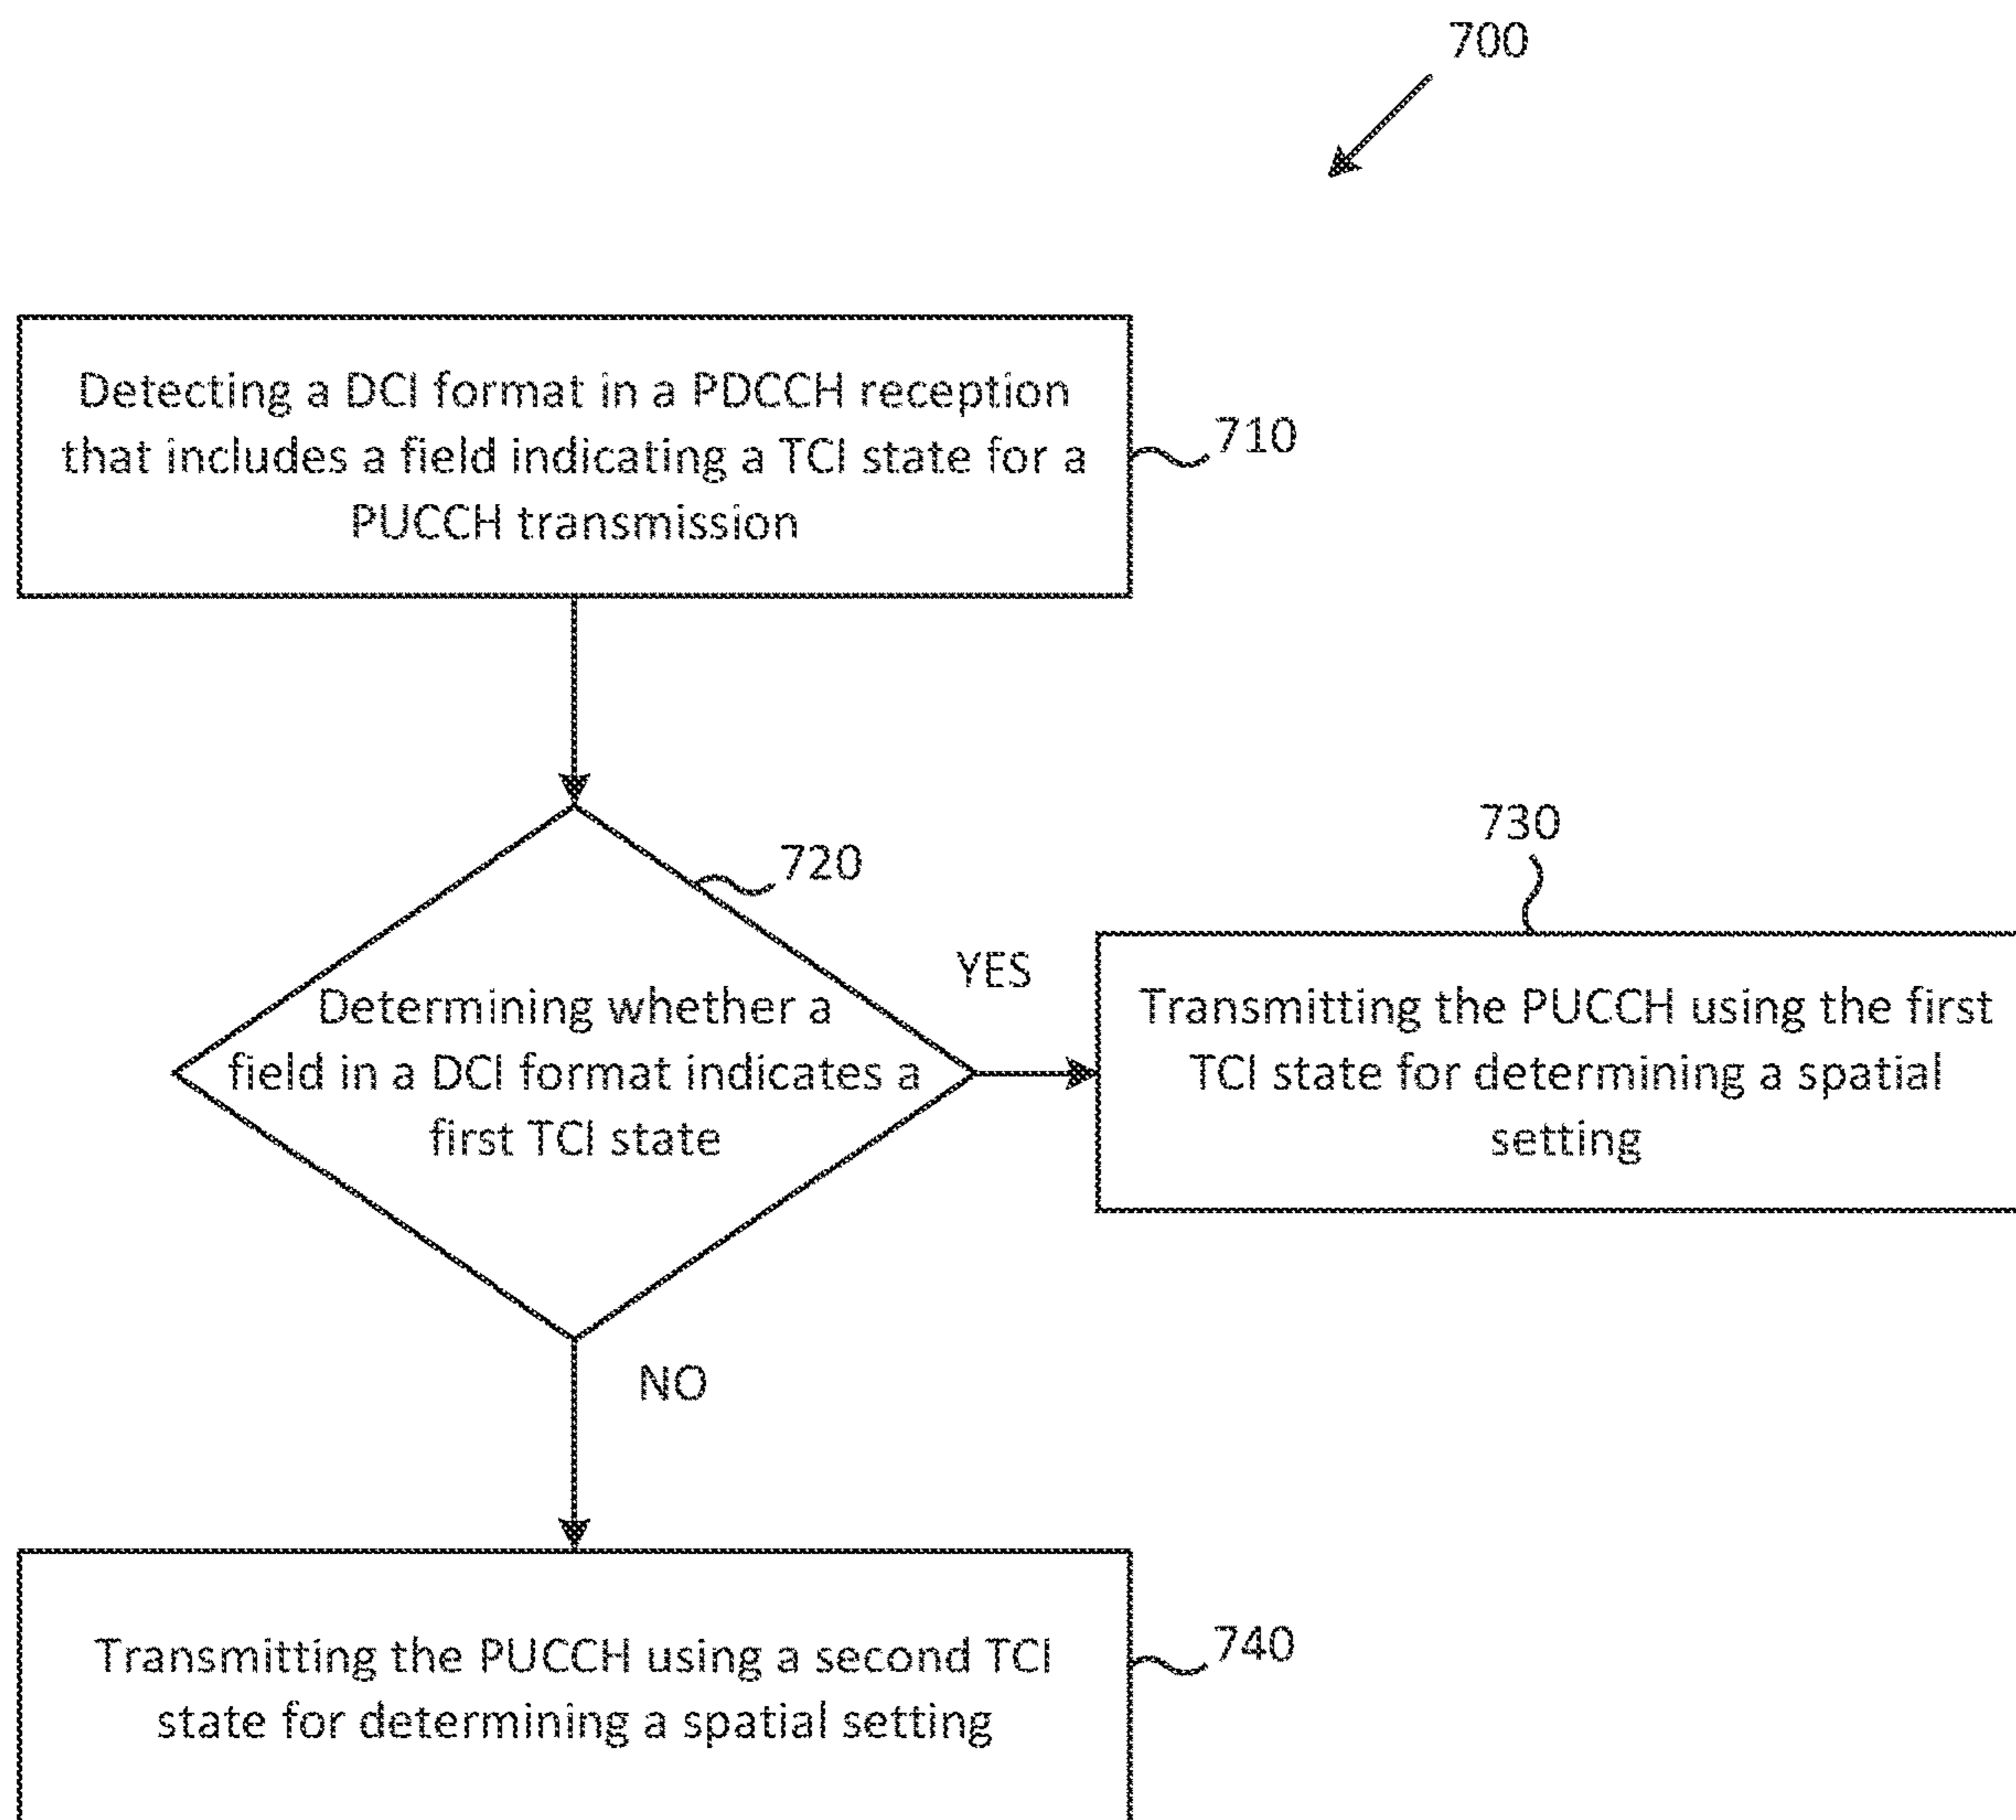 700
Detecting a DCI format in a PDCCH reception
that includes a field indicating a TCI state for a
PUCCH transmission
710
720
Determining whether a
field in a DCI format indicates a
first TCI state
YES
730
Transmitting the PUCCH using the first
TCI state for determining a spatial
setting
NO
Transmitting the PUCCH using a second TCI
state for determining a spatial setting
740